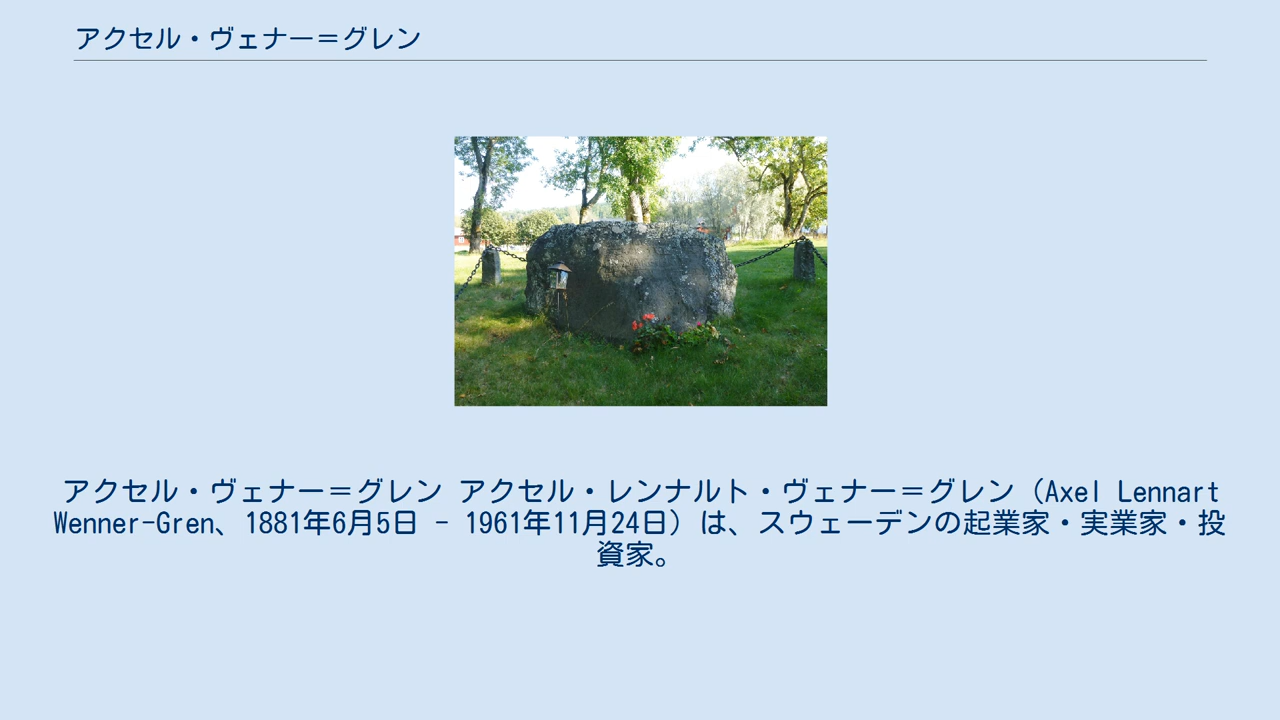 アクセル・ヴェナー＝グレン
アクセル・ヴェナー＝グレン アクセル・レンナルト・ヴェナー＝グレン（Axel Lennart
Wenner-Gren、1881年6月5日 - 1961年11月24日）は、スウェーデンの起業家・実業家・投
資家。